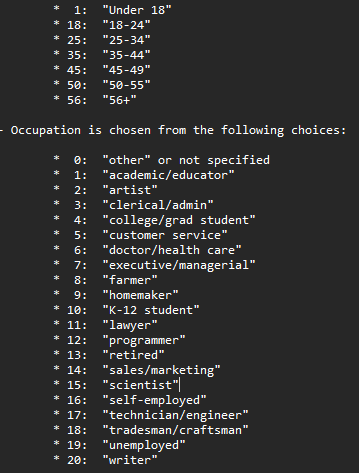 * 1: "Under 18"
* 18: "18-24"
* 25: "25-34"
* 35: "35-44"
* 45: "45-49"
* 50: "50-55"
* 56: "56+"
- Occupation is chosen from the following choices:
* 0: "other" or not specified
* 1: "academic/educator"
* 2: "artist"
* 3: "clerical/admin"
* 4: "college/grad student"
* 5: "customer service"
* 6: "doctor/health care"
* 7: "executive/managerial"
* 8: "farmer"
* 9: "homemaker"
* 10: "K-12 student"
* 11: "lawyer"
* 12: "programmer"
* 13: "retired"
* 14: "sales/marketing"
* 15: "scientist"
* 16: "self-employed"
* 17: "technician/engineer"
* 18: "tradesman/craftsman"
* 19: "unemployed"
* 20: "writer"